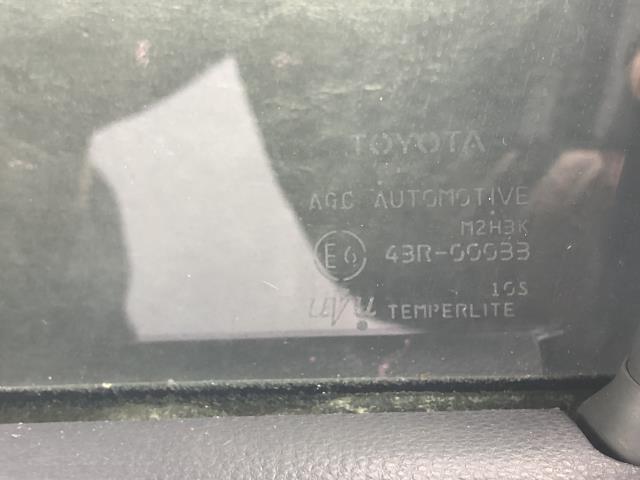 TOYOTA
AGC AUTOMOTIVE
M2H3K
E6 43R-00033
10S
TEMPERLITE